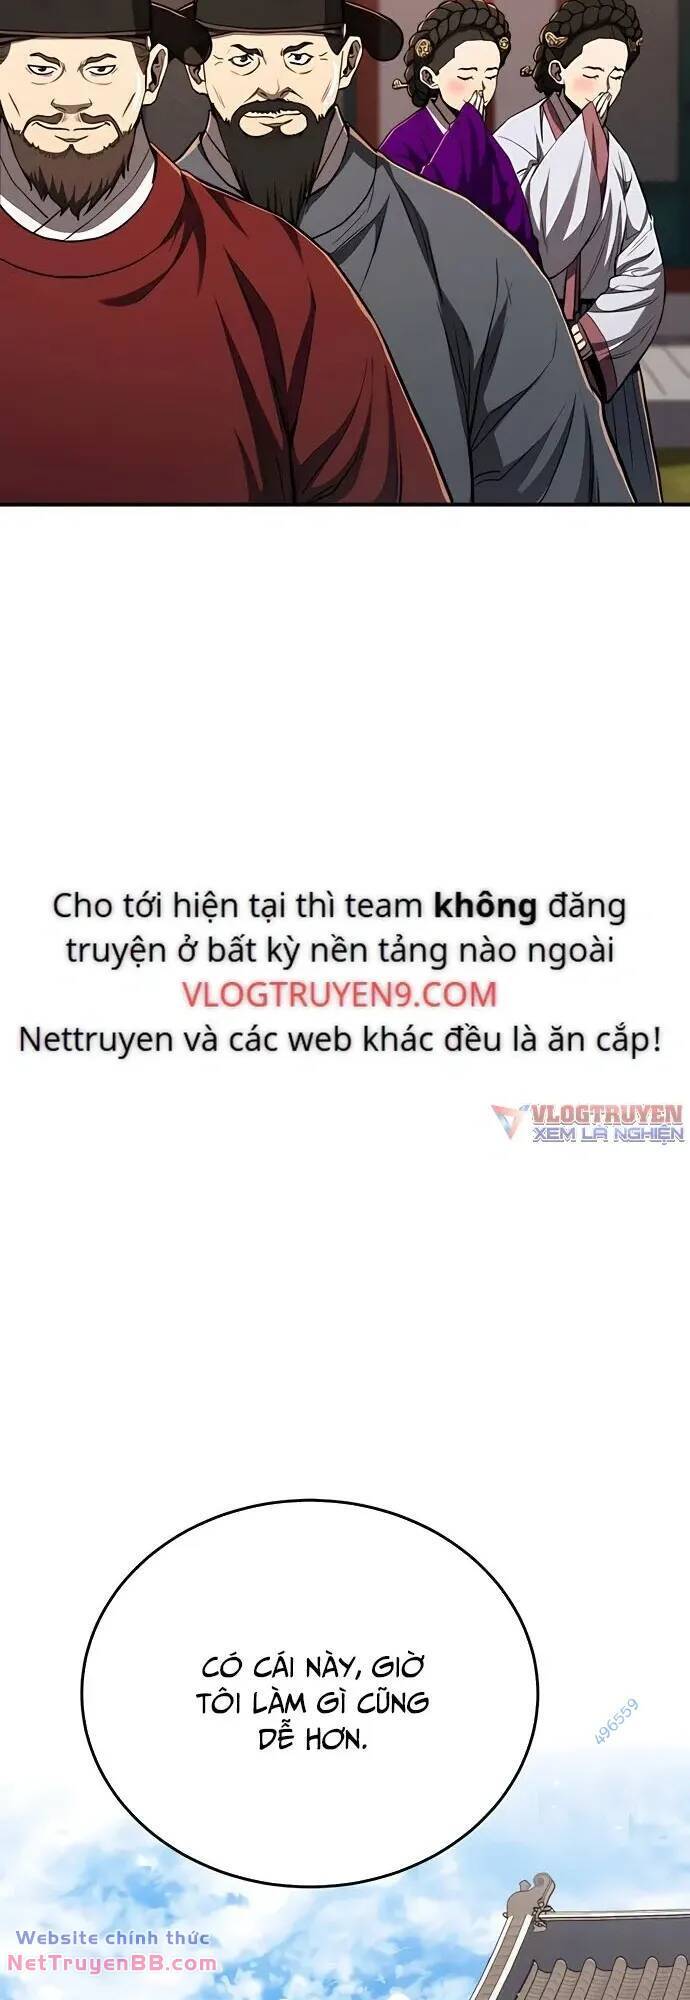 Cho tới hiện tại thì team không đăng
truyện ở bất kỳ nền tảng nào ngoài
VLOGTRUYEN9.COM
Nettruyen và các web khác đều là ăn cắp!
VLOGTRUYEN
XEM LÀ NGHIỆN
CÓ CÁI NÀY, GIỜ
TÔI LÀM GÌ CŨNG
DỄ HƠN.
496559
Website chính thức
NetTruyenBB.com